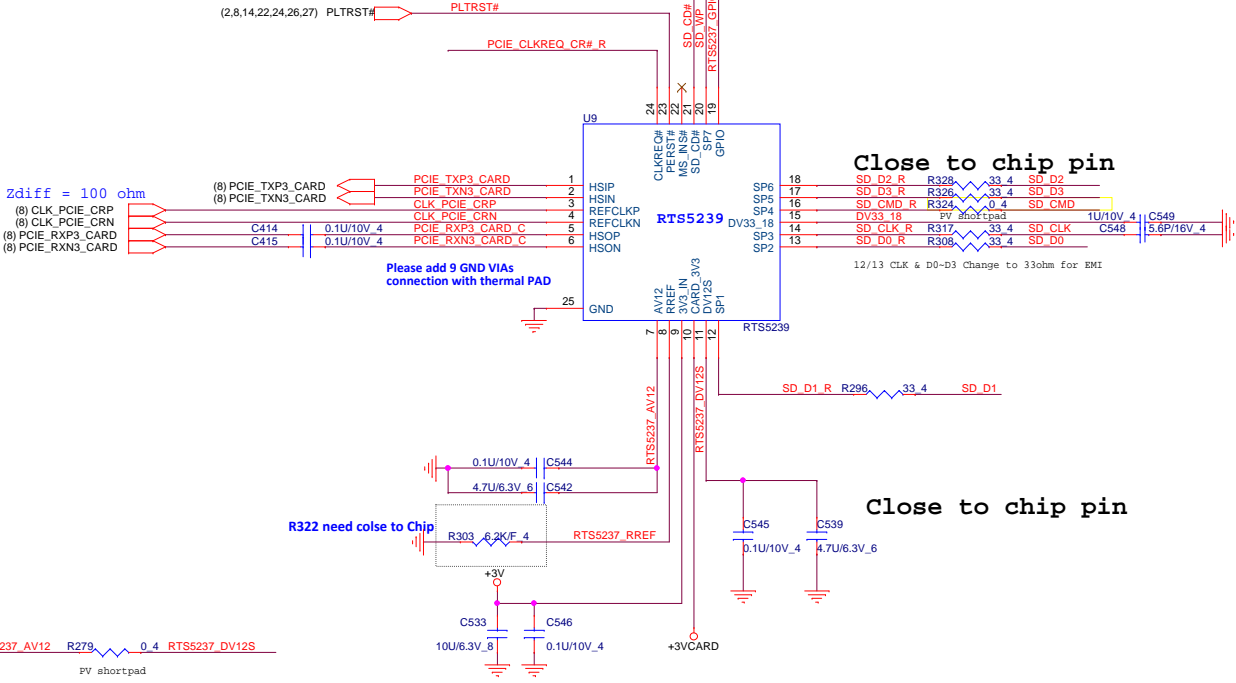 (2,8,14,22,24,26,27) PLTRST#
PLTRST#
PCIE_CLKREQ_CR#_R
SD_CD#
SD_WP
24
23
22
21
20
19
U9
CLKREQ#
PERST#
MS_INS#
SD_CD#
SP7
GPIO
Close to chip pin
Zdiff = 100 ohm
(8) PCIE_TXP3_CARD
PCIE_TXP3_CARD
1
HSIP
SP6
18
SD_D2_R
R328
33_4
SD_D2
(8) PCIE_TXN3_CARD
PCIE_TXN3_CARD
2
HSIN
SP5
17
SD_D3_R
R326
33_4
SD_D3
(8) CLK_PCIE_CRP
CLK_PCIE_CRP
3
REFCLKP
SP4
16
SD_CMD_R
R324
0_4
SD_CMD
(8) CLK_PCIE_CRN
CLK_PCIE_CRN
4
REFCLKN
RTS5239
DV33_18
15
DV33_18
PV shortpad
1U/10V_4
C549
(8) PCIE_RXP3_CARD
C414
0.1U/10V_4
PCIE_RXP3_CARD_C
5
HSOP
SP3
14
SD_CLK_R
R317
33_4
SD_CLK
C548
5.6P/16V_4
(8) PCIE_RXN3_CARD
C415
0.1U/10V_4
PCIE_RXN3_CARD_C
6
HSON
SP2
13
SD_D0_R
R308
33_4
SD_D0
12/13 CLK & D0~D3 Change to 33ohm for EMI
Please add 9 GND VIAs
connection with thermal PAD
25
GND
AV12
RREF
3V3_IN
CARD_3V3
DV12S
SP1
RTS5239
7
8
9
10
11
12
RTS5237_AV12
RTS5237_DV12S
SD_D1_R
R296
33_4
SD_D1
0.1U/10V_4
C544
4.7U/6.3V_6
C542
Close to chip pin
R322 need colse to Chip
R303
6.2K/F_4
RTS5237_RREF
C545
0.1U/10V_4
C539
4.7U/6.3V_6
+3V
C533
10U/6.3V_8
C546
0.1U/10V_4
+3VCARD
237_AV12
R279
0_4
RTS5237_DV12S
PV shortpad